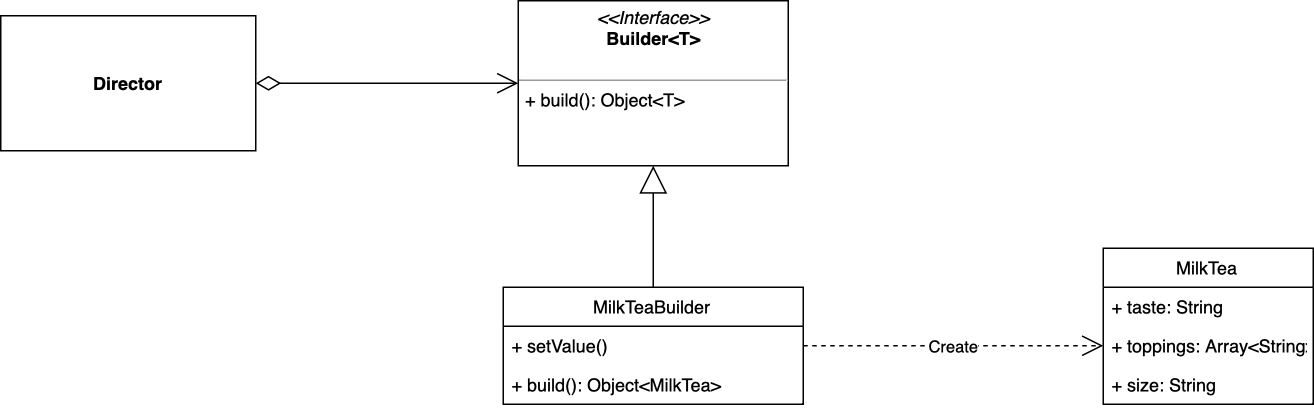 Director
<<Interface>>
Builder<T>
+ build(): Object<T>
MilkTeaBuilder
+ setValue()
+ build(): Object<MilkTea>
Create
MilkTea
+ taste: String
+ toppings: Array<String
+ size: String